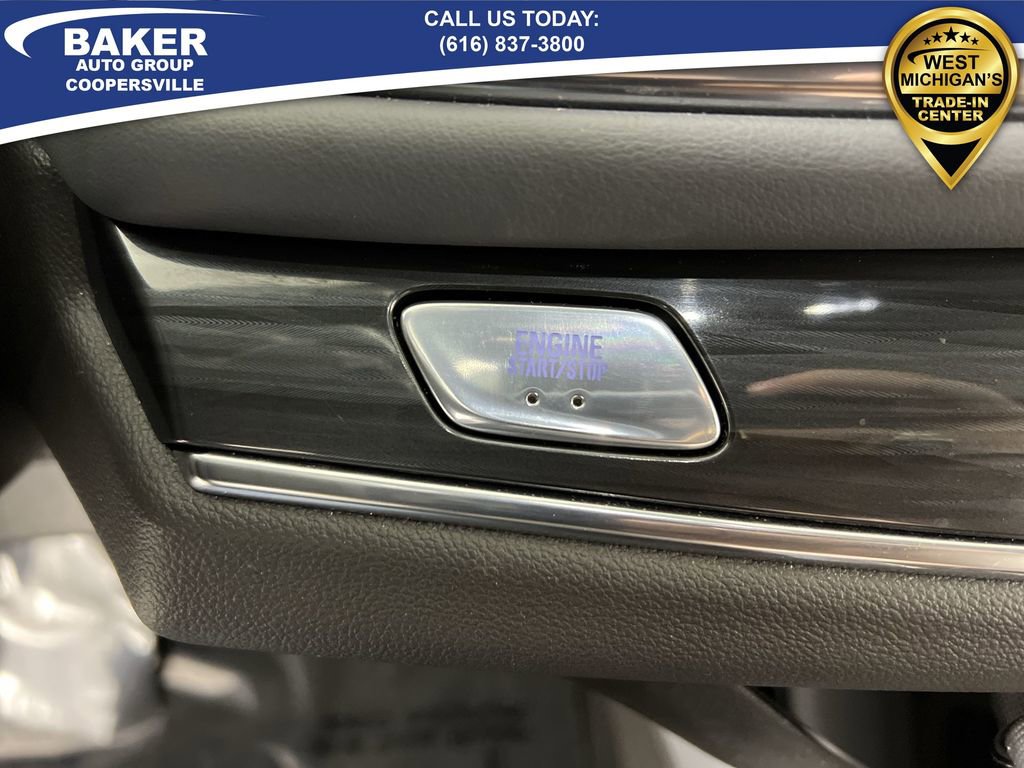 BAKER
AUTO GROUP
COOPERSVILLE
CALL US TODAY:
(616) 837-3800
WEST
MICHIGAN'S
TRADE-IN
CENTER
ENGINE
START/STOP